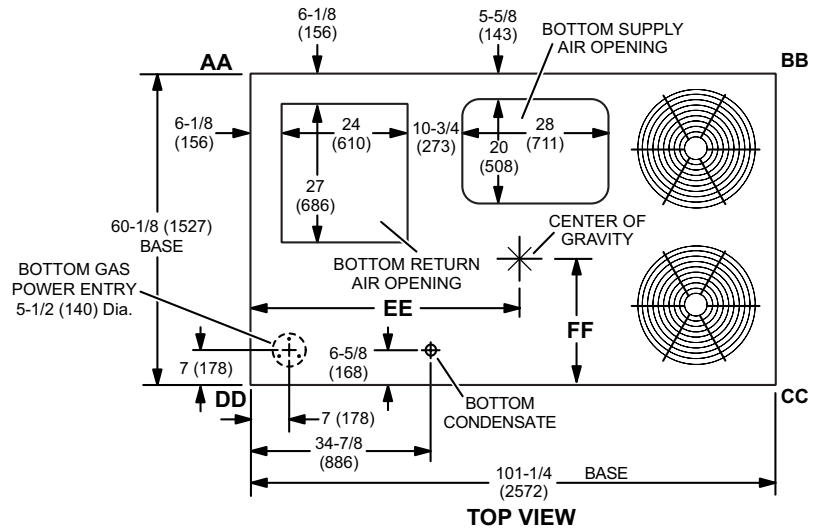 6-1/8
(156)
5-5/8
(143)
BOTTOM SUPPLY
AIR OPENING
AA
BB
6-1/8
(156)
24
(610)
10-3/4
(273)
28
(711)
20
(508)
27
(686)
60-1/8 (1527)
BASE
CENTER OF
GRAVITY
BOTTOM RETURN
AIR OPENING
BOTTOM GAS
POWER ENTRY
5-1/2 (140) Dia.
EE
FF
7 (178)
6-5/8
(168)
DD
CC
7 (178)
BOTTOM
CONDENSATE
34-7/8
(886)
101-1/4 BASE
(2572)
TOP VIEW